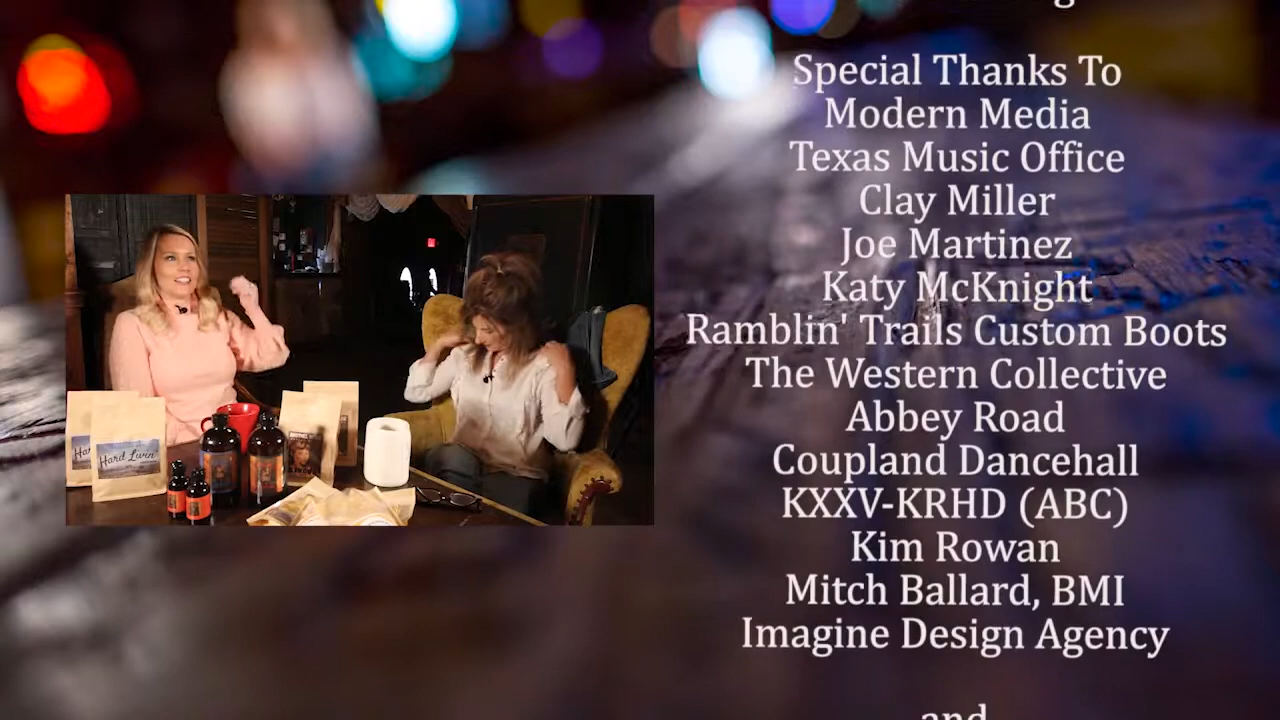 Special Thanks To
Modern Media
Texas Music Office
Clay Miller
Joe Martinez
Katy McKnight
Ramblin' Trails Custom Boots
The Western Collective
Abbey Road
Coupland Dancehall
KXXV-KRHD (ABC)
Kim Rowan
Mitch Ballard, BMI
Imagine Design Agency
and
Hard Livin'